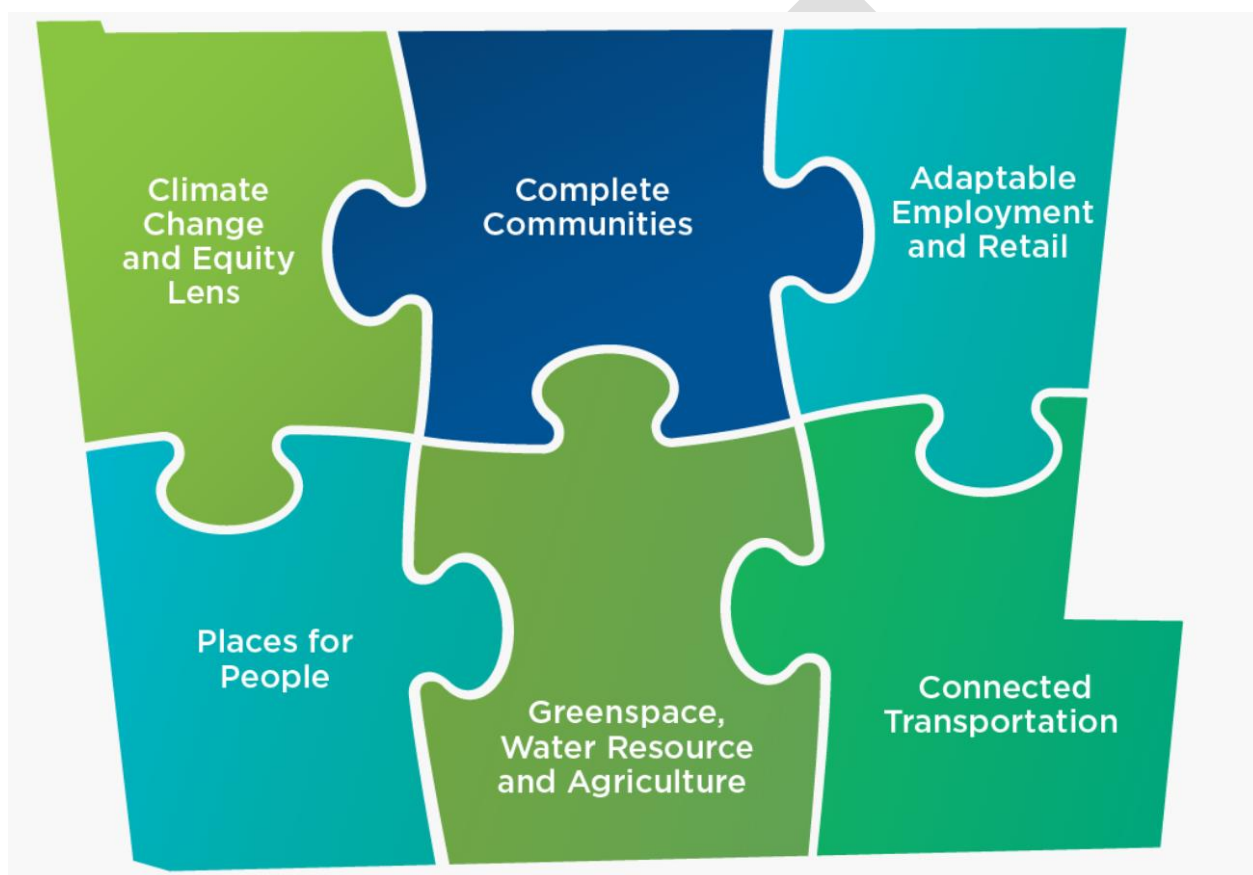 Climate
Change
and Equity
Lens
Complete
Communities
Adaptable
Employment
and Retail
Places for
People
Greenspace,
Water Resource
and Agriculture
Connected
Transportation